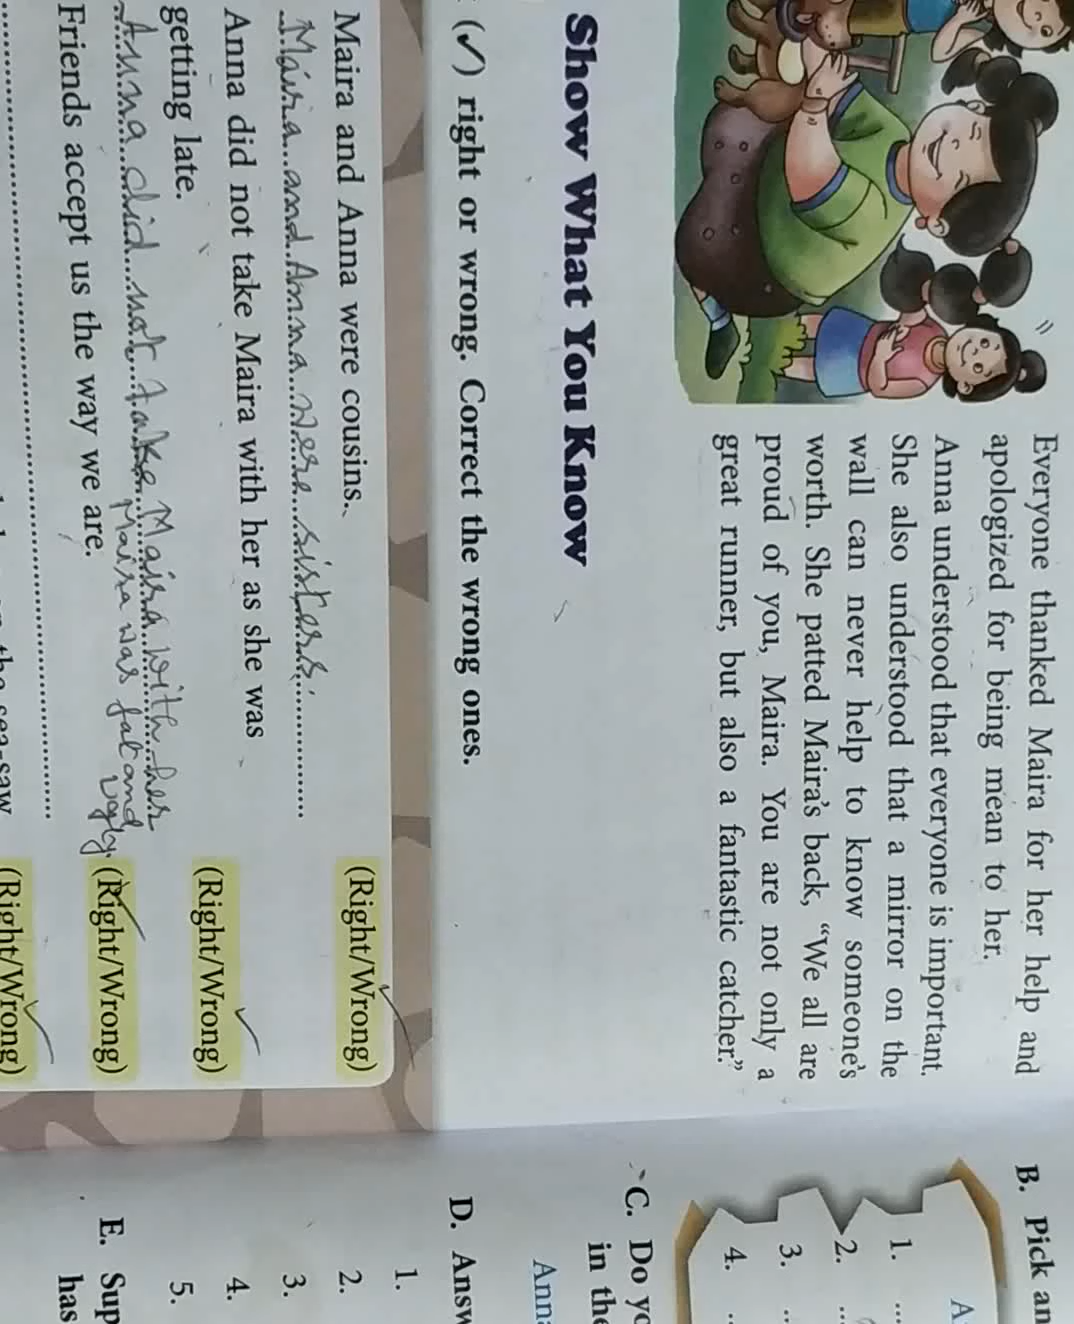 Everyone thanked Maira for her help and
apologized for being mean to her.
Anna understood that everyone is important.
She also understood that a mirror on the
wall can never help to know someone's
worth. She patted Maira's back, "We all are
proud of you, Maira. You are not only a
great runner, but also a fantastic catcher."
Show What You Know
(✓) right or wrong. Correct the wrong ones.
Maira and Anna were cousins. (Right/Wrong)
Maira and Anna were sisters.
Anna did not take Maira with her as she was
getting late. (Right/Wrong)
Anna did not take Maira with her
Maira was fat and
ugly.
Friends accept us the way we are. (Right/Wrong)
(Right/Wrong)
B. Pick an
A
1. ...
2. ...
3. ..
4. ..
C. Do yo
in the
Anna
D. Answ
1.
2.
3.
4.
5.
E. Sup
has